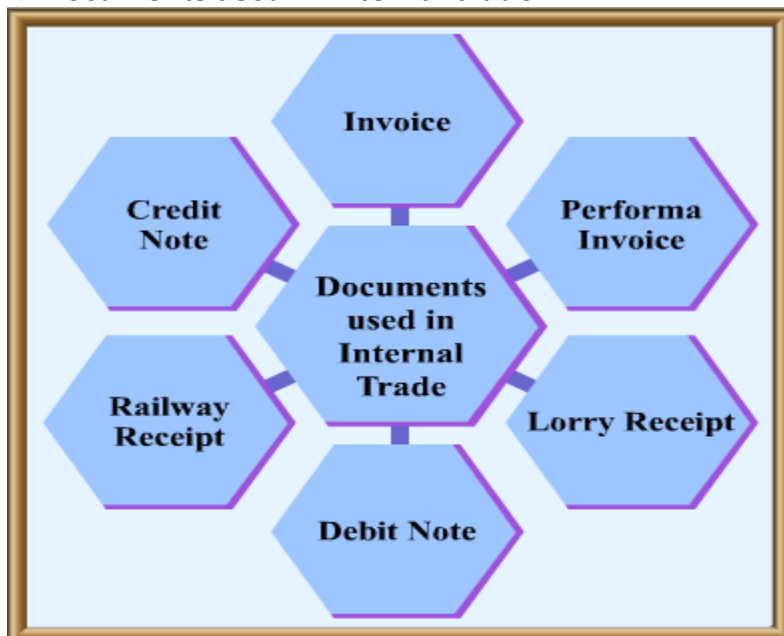 Invoice
Performa
Invoice
Lorry Receipt
Debit Note
Railway
Receipt
Credit
Note
Documents
used in
Internal
Trade